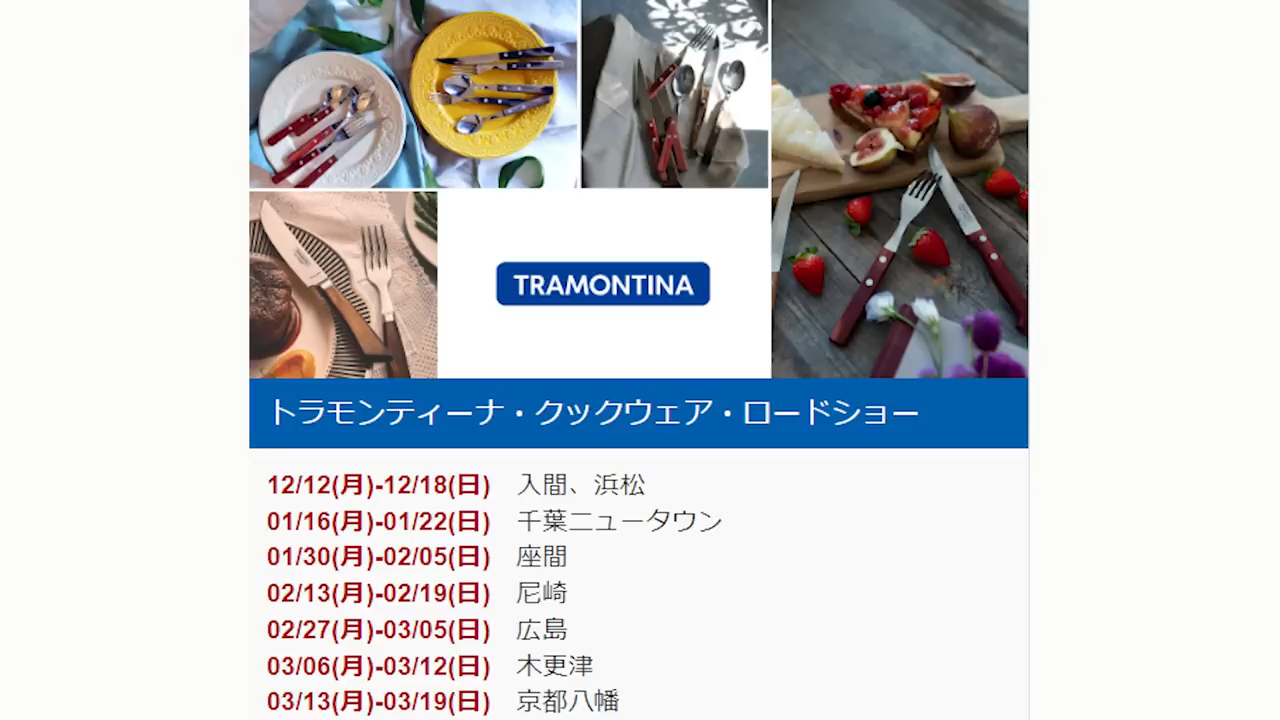 TRAMONTINA
トラモンティーナ・クックウェア・ロードショー
12/12(月)-12/18(日) 入間、浜松
01/16(月)-01/22(日) 千葉ニュータウン
01/30(月)-02/05(日) 座間
02/13(月)-02/19(日) 尼崎
02/27(月)-03/05(日) 広島
03/06(月)-03/12(日) 木更津
03/13(月)-03/19(日) 京都八幡